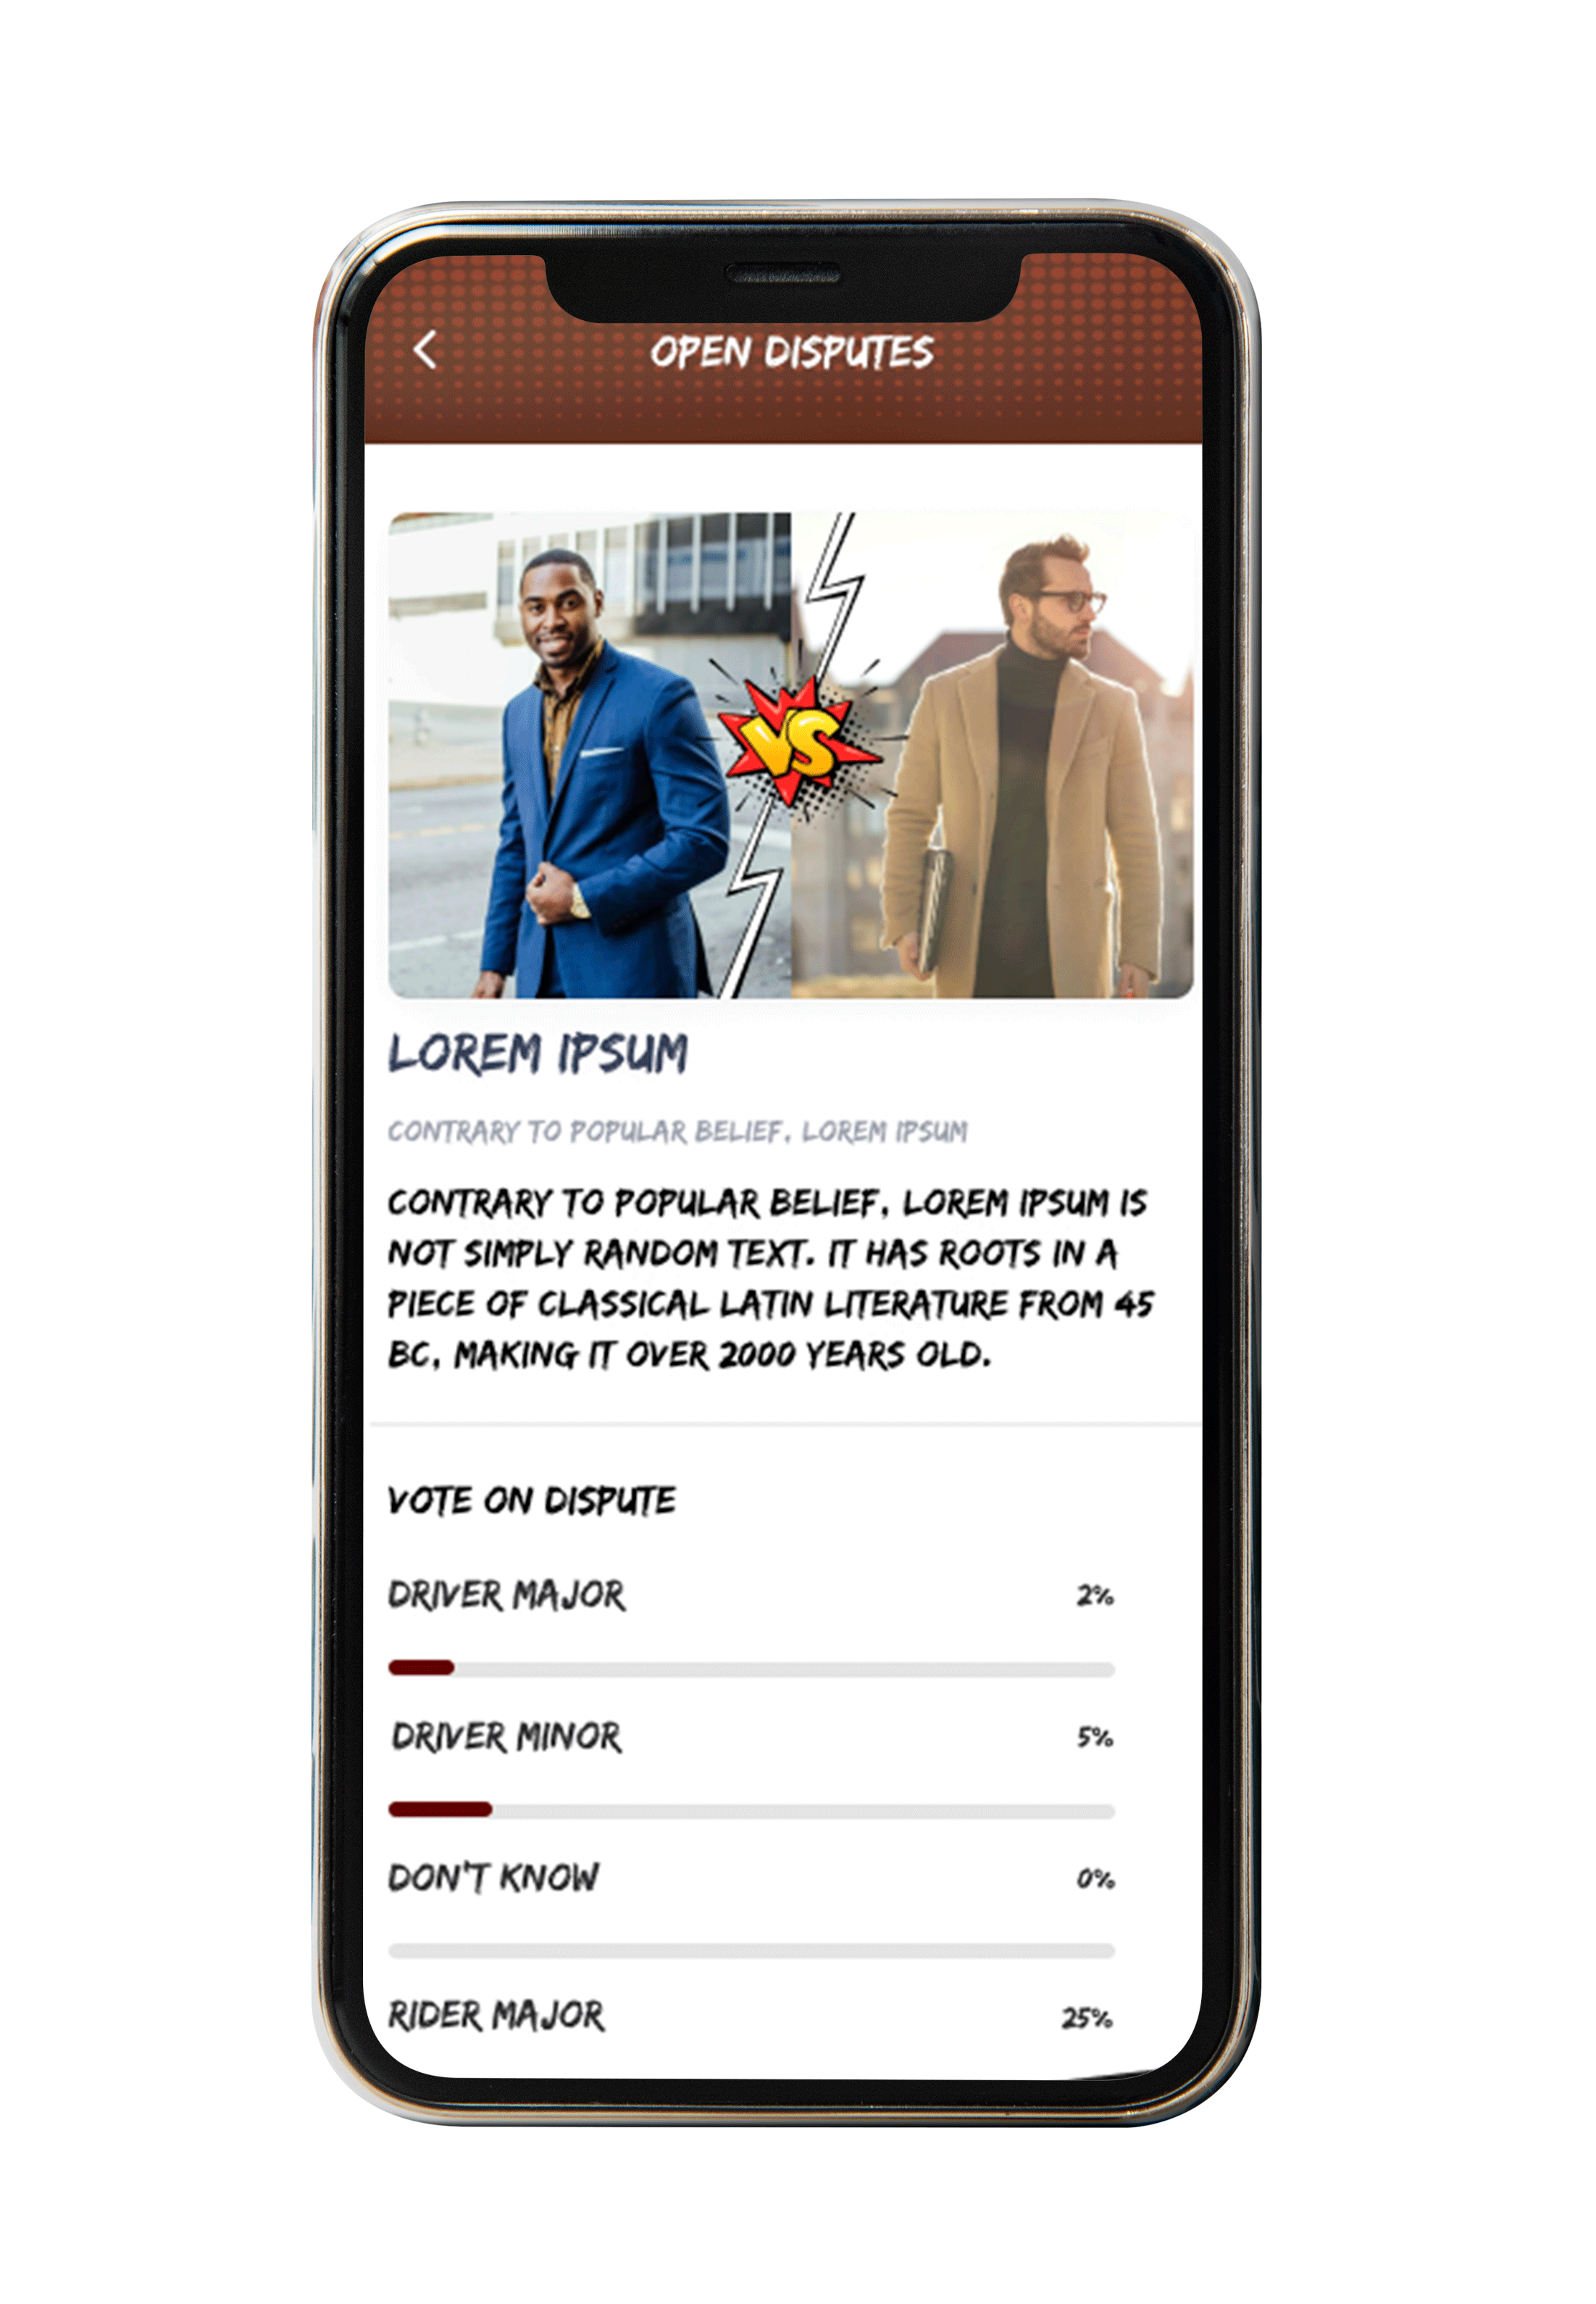 OPEN DISPUTES
VS
LOREM IPSUM
CONTRARY TO POPULAR BELIEF, LOREM IPSUM
CONTRARY TO POPULAR BELIEF, LOREM IPSUM IS
NOT SIMPLY RANDOM TEXT. IT HAS ROOTS IN A
PIECE OF CLASSICAL LATIN LITERATURE FROM 45
BC, MAKING IT OVER 2000 YEARS OLD.
VOTE ON DISPUTE
DRIVER MAJOR 2%
DRIVER MINOR 5%
DON'T KNOW 0%
RIDER MAJOR 25%